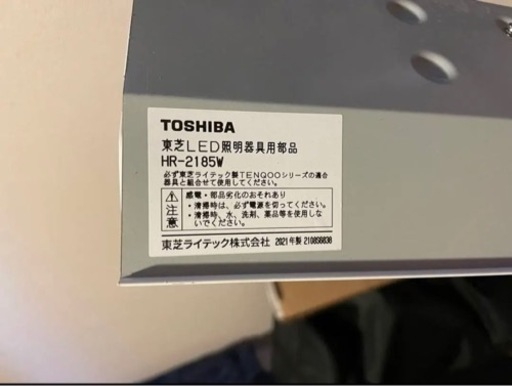 TOSHIBA
東芝LED照明器具用部品
HR-2185W
必ず東芝ライテック製TENQOOシリーズの適合
器具と組合せて使用してください。
注意
感電・部品劣化のおそれあり
・清掃時は、必ず電源を切ってください。
・清掃時、水、洗剤、薬品等を使用しな
いでください。
東芝ライテック株式会社 2021年製